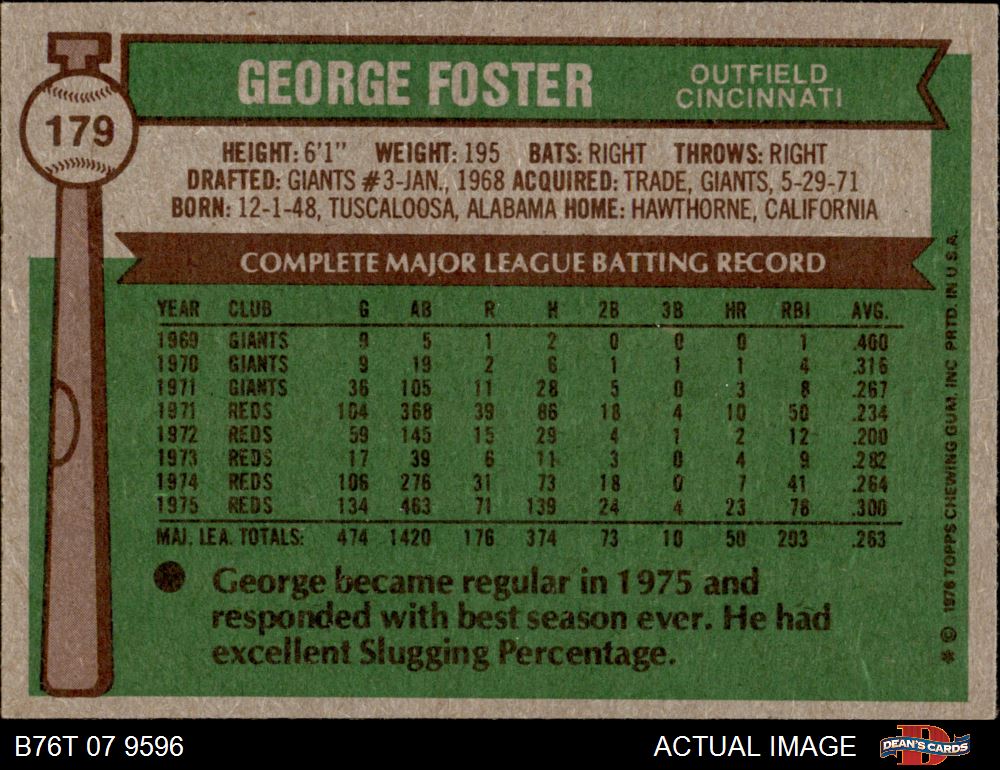 179
GEORGE FOSTER
OUTFIELD
CINCINNATI
HEIGHT: 6'1" WEIGHT: 195 BATS: RIGHT THROWS: RIGHT
DRAFTED: GIANTS #3-JAN., 1968 ACQUIRED: TRADE, GIANTS, 5-29-71
BORN: 12-1-48, TUSCALOOSA, ALABAMA HOME: HAWTHORNE, CALIFORNIA
COMPLETE MAJOR LEAGUE BATTING RECORD
YEAR CLUB G AB R H 2B 3B HR RBI AVG.
1969 GIANTS 9 5 1 2 0 0 0 1 .400
1970 GIANTS 9 19 2 6 1 1 1 4 .316
1971 GIANTS 36 105 11 28 5 0 3 8 .267
1971 REDS 104 368 39 86 18 4 10 50 .234
1972 REDS 59 145 15 29 4 1 2 12 .200
1973 REDS 17 39 6 11 3 0 4 9 .282
1974 REDS 106 276 31 73 18 0 7 41 .264
1975 REDS 134 463 71 139 24 4 23 78 .300
MAJ. LEA. TOTALS: 474 1420 176 374 73 10 50 203 .263
George became regular in 1975 and
responded with best season ever. He had
excellent Slugging Percentage.
* © 1976 TOPPS CHEWING GUM, INC PRTD. IN U.S.A.
B76T 07 9596
ACTUAL IMAGE
DEAN'S CARDS